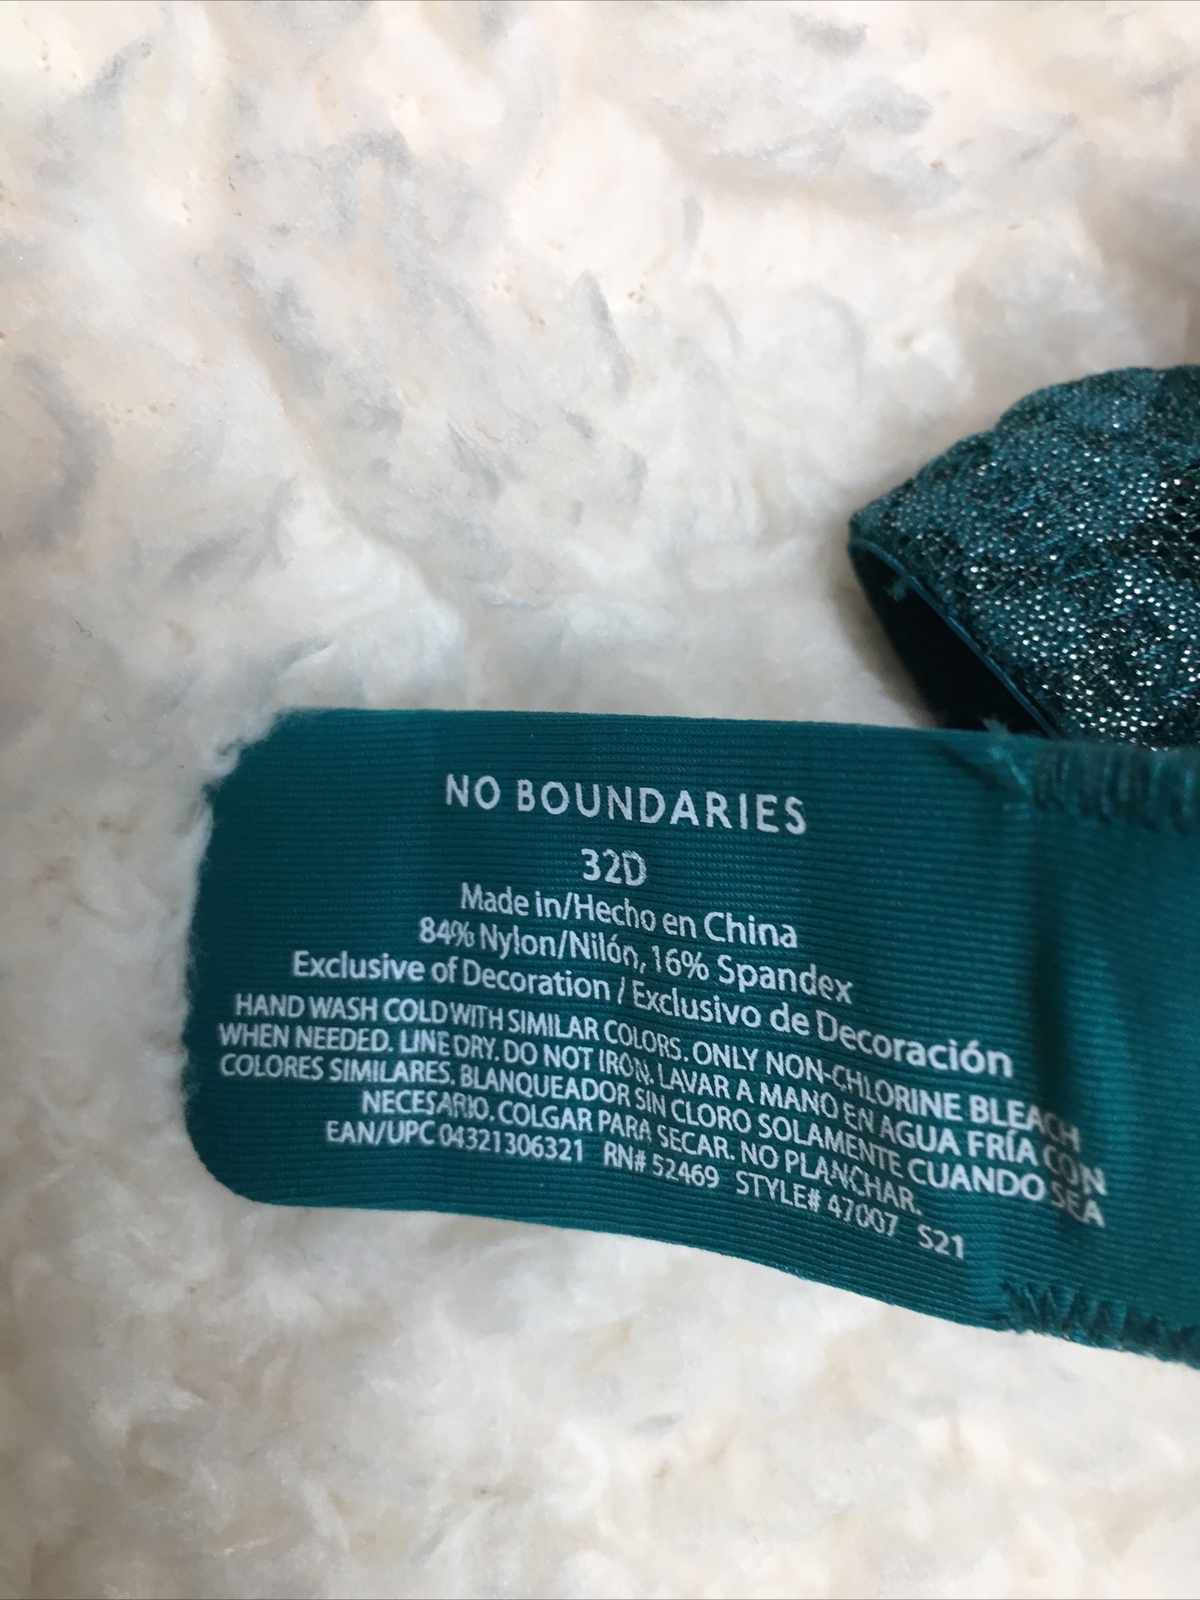 NO BOUNDARIES
32D
Made in/Hecho en China
84% Nylon/Nilón, 16% Spandex
Exclusive of Decoration / Exclusivo de Decoración
HAND WASH COLD WITH SIMILAR COLORS. ONLY NON-CHLORINE BLEACH
WHEN NEEDED. LINE DRY. DO NOT IRON. LAVAR A MANO EN AGUA FRÍA CON
COLORES SIMILARES. BLANQUEADOR SIN CLORO SOLAMENTE CUANDO SEA
NECESARIO. COLGAR PARA SECAR. NO PLANCHAR.
EAN/UPC 04321306321 RN# 52469 STYLE# 47007 S21